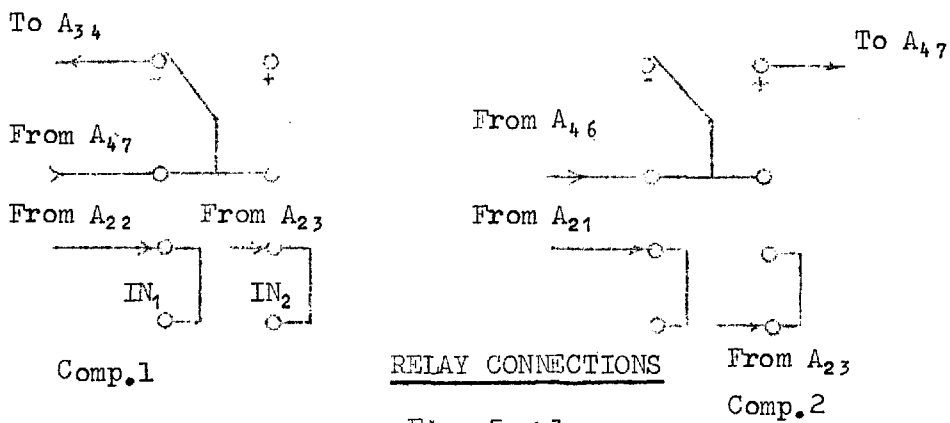 To A₃₄
To A₄₇
- +
- +
From A₄₇
From A₄₆
From A₂₂ From A₂₃
From A₂₁
IN₁ IN₂
Comp.1
RELAY CONNECTIONS
From A₂₃
Comp.2